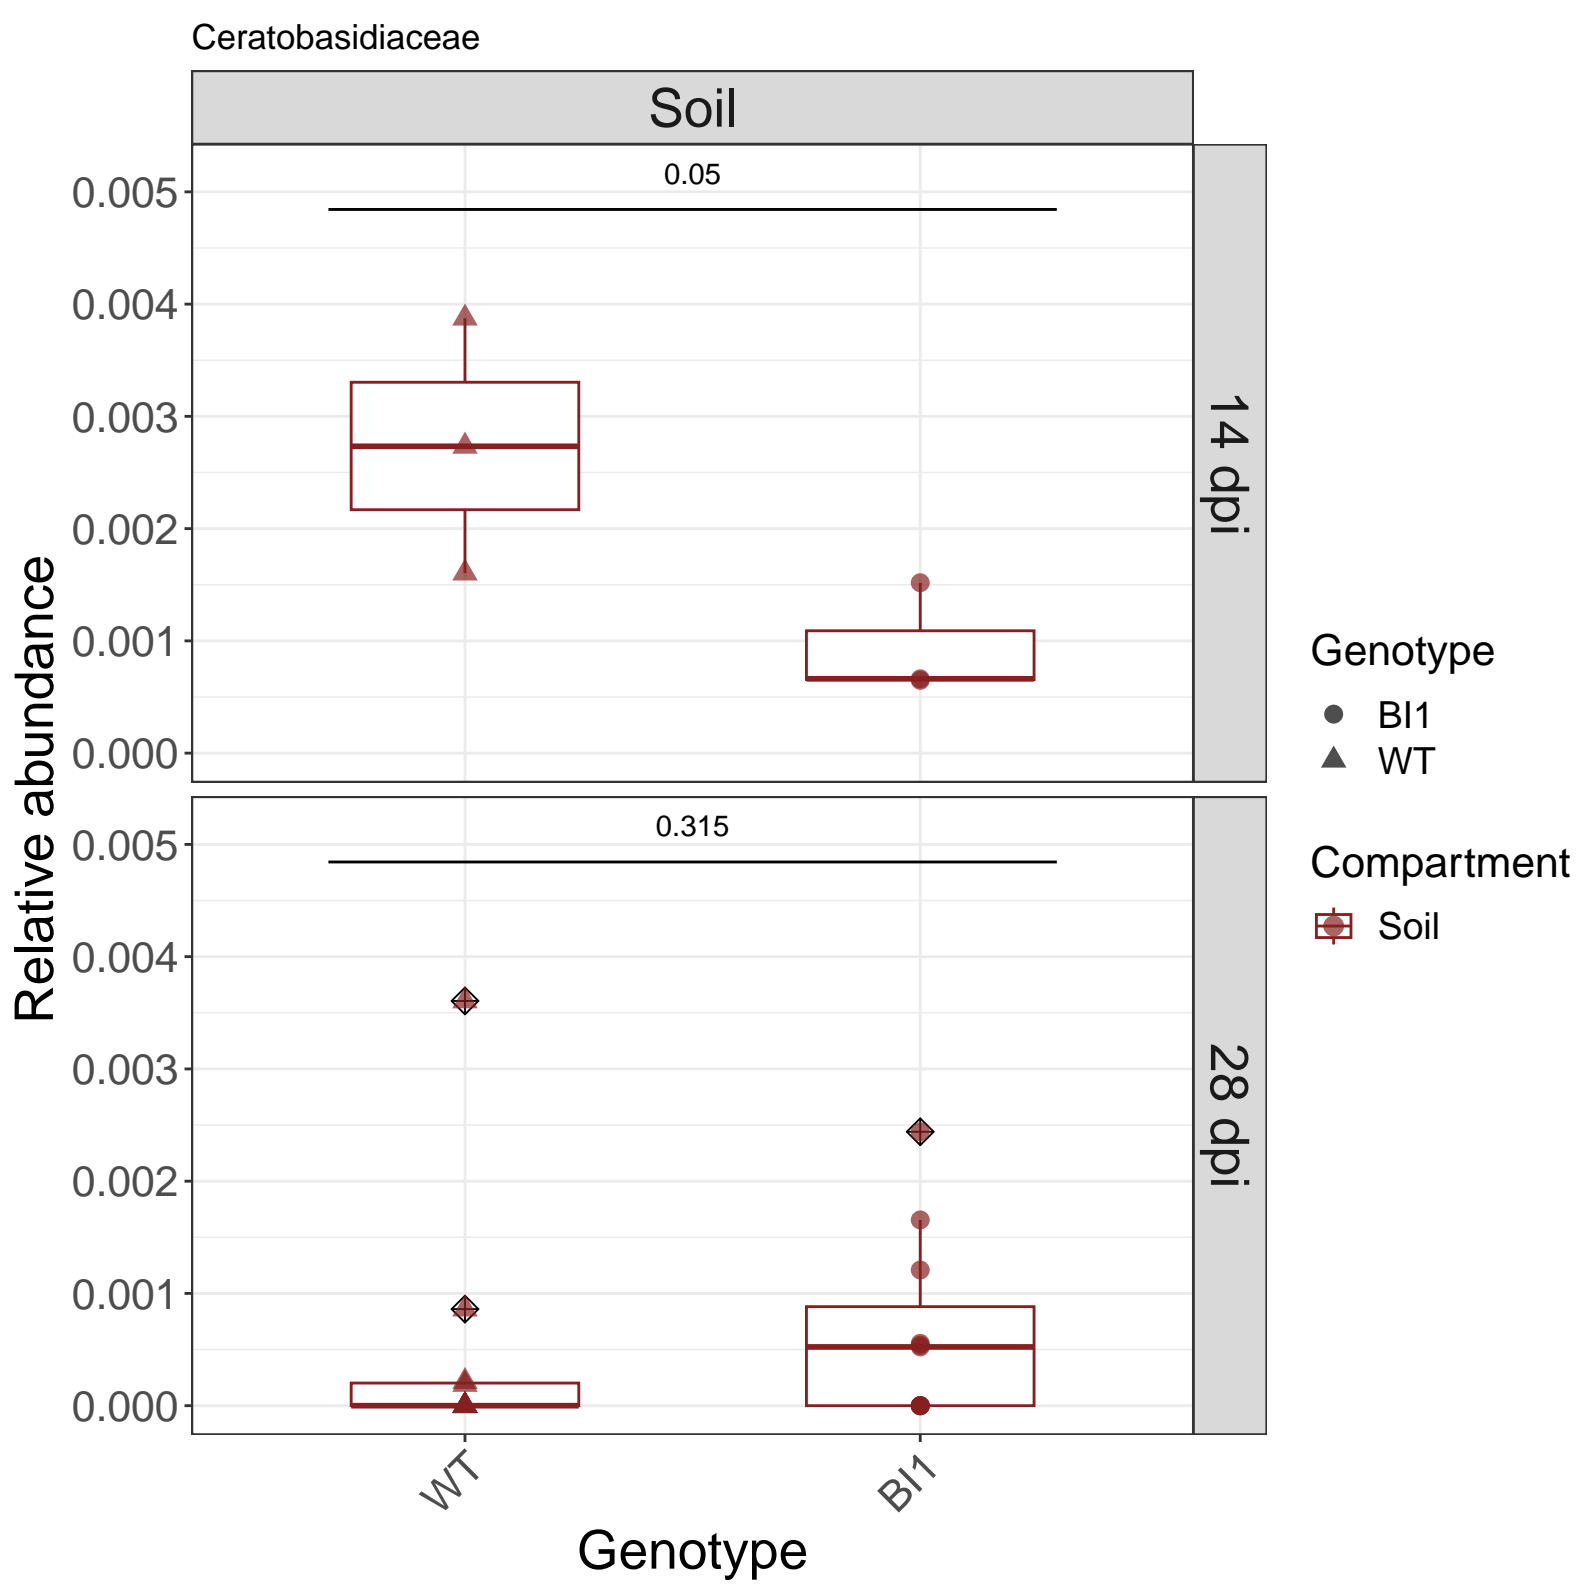 Ceratobasidiaceae
Soil
0.05
0.005
0.004
0.003
0.002
0.001
0.000
14 dpi
0.315
0.005
0.004
0.003
0.002
0.001
0.000
28 dpi
Relative abundance
WT
BI1
Genotype
Genotype
BI1
WT
Compartment
Soil